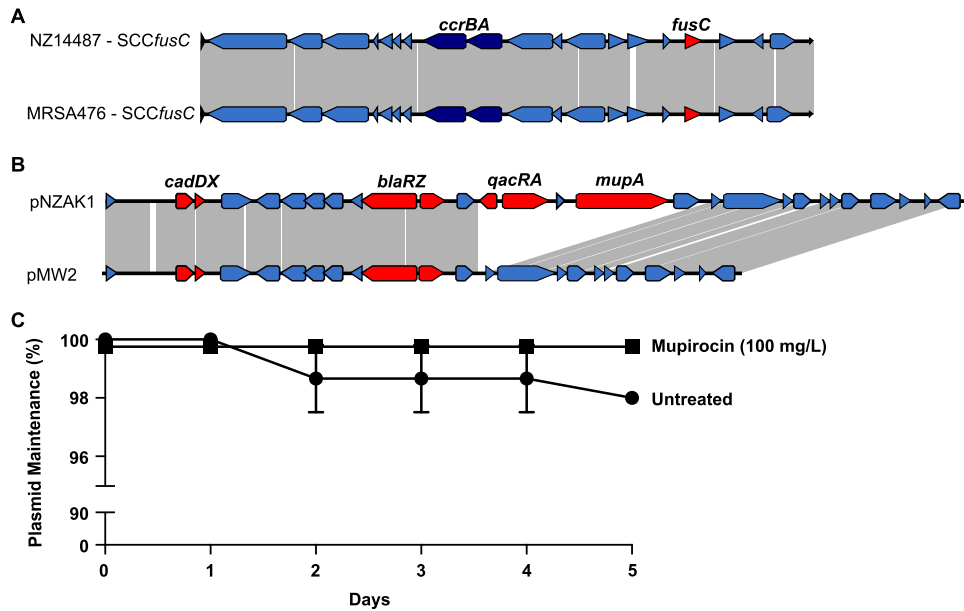 A
ccrBA fusC
NZ14487 - SCCfusC
MRSA476 - SCCfusC
B
cadDX blaRZ qacRA mupA
pNZAK1
pMW2
C
Plasmid Maintenance (%)
100
98
96
90
0
Mupirocin (100 mg/L)
Untreated
0 1 2 3 4 5
Days